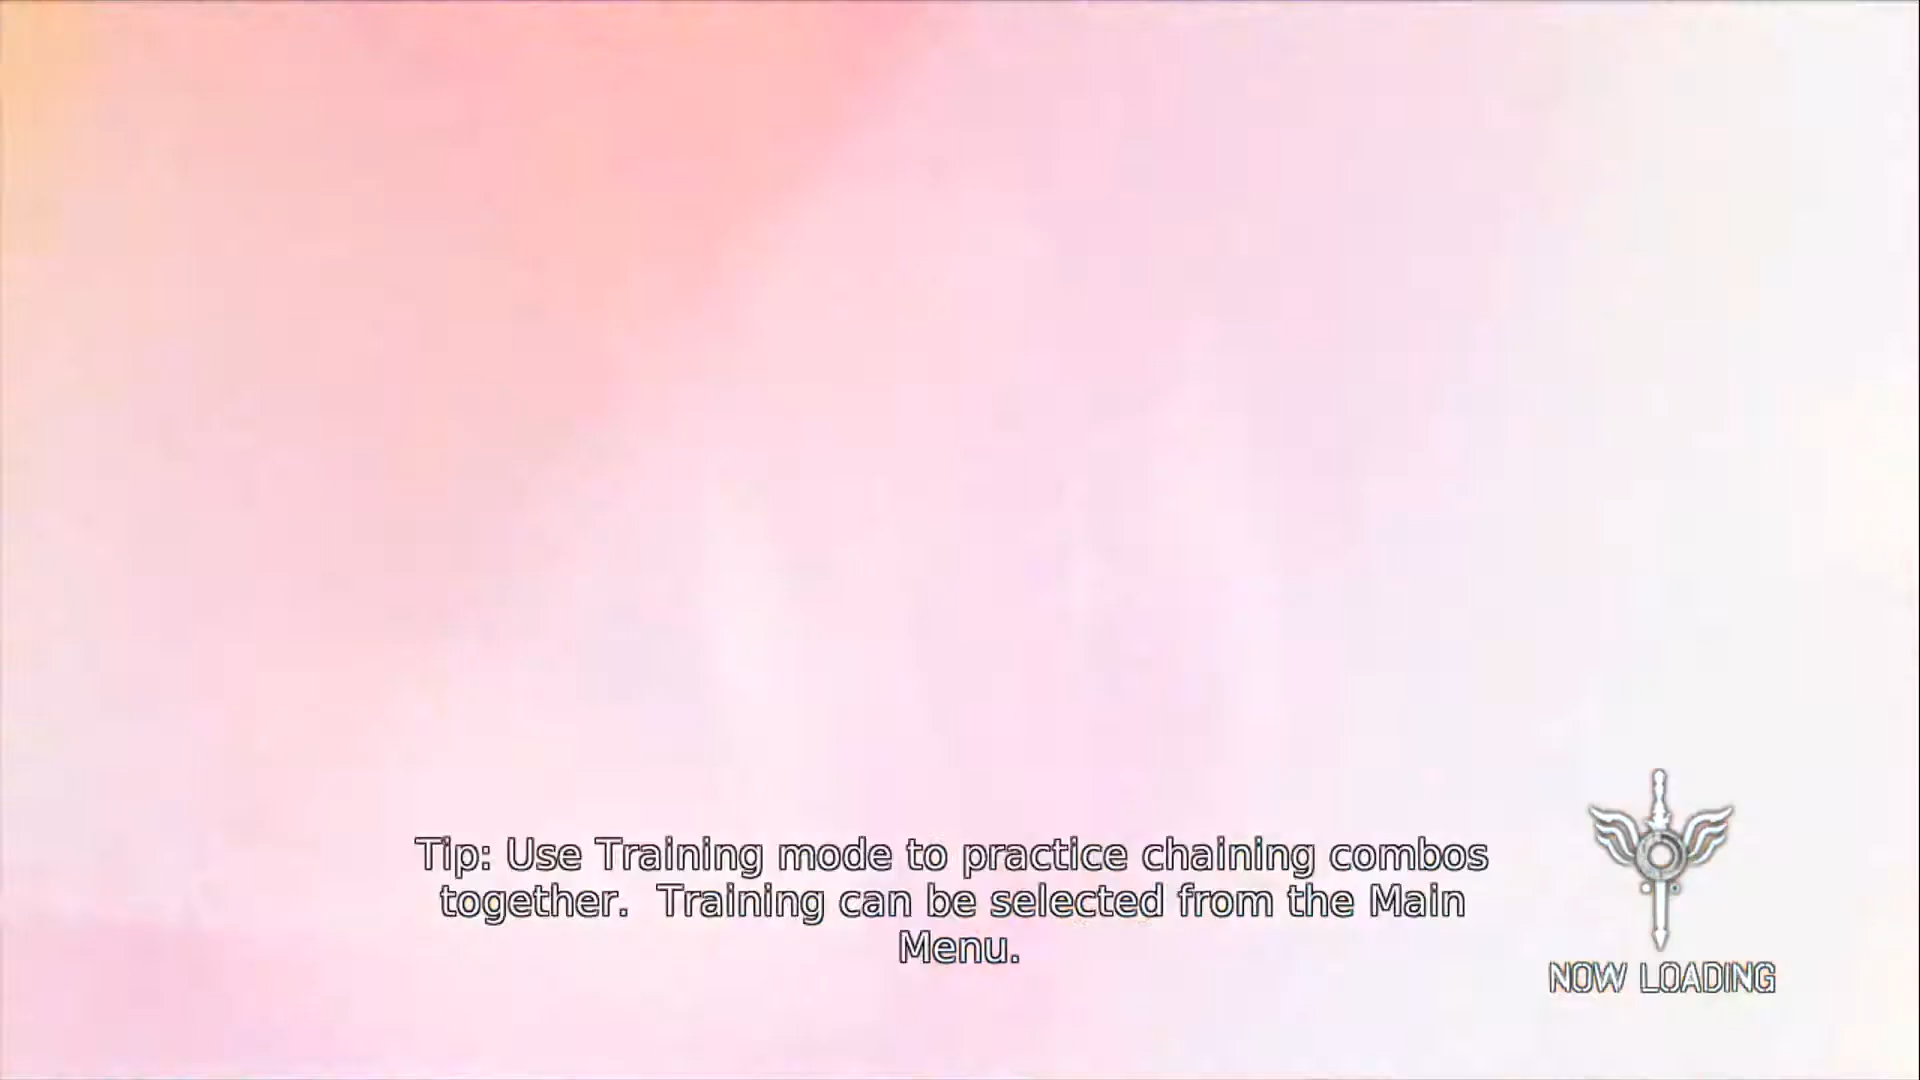 Tip: Use Training mode to practice chaining combos
together.  Training can be selected from the Main
Menu.
NOW LOADING